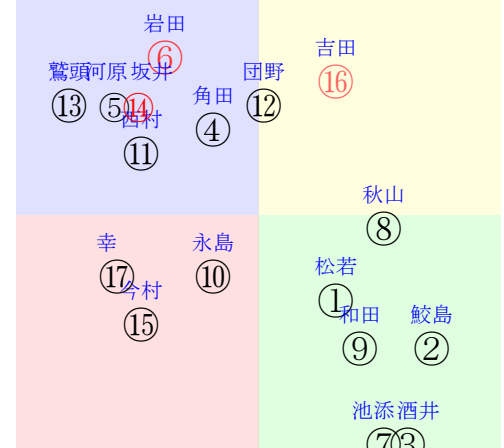 岩田
⑥
吉田
⑯
鷲頭
⑬
河原
⑤
坂井
⑭
角田
④
団野
⑫
西村
⑪
秋山
⑧
幸
⑰
永島
⑩
今村
⑮
松若
①
和田
⑨
鮫島
②
池添
⑦
酒井
③